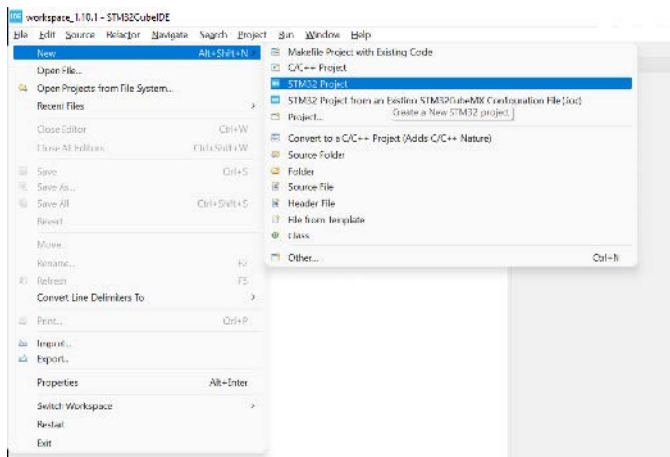 IDE workspace_1.10.1 - STM32CubeIDE
File Edit Source Refactor Navigate Search Project Run Window Help
New Alt+Shift+N >
Open File...
Open Projects from File System...
Recent Files >
Close Editor Ctrl+W
Close All Editors Ctrl+Shift+W
Save Ctrl+S
Save As...
Save All Ctrl+Shift+S
Revert
Move...
Rename... F2
Refresh F5
Convert Line Delimiters To >
Print... Ctrl+P
Import...
Export...
Properties Alt+Enter
Switch Workspace >
Restart
Exit
Makefile Project with Existing Code
C/C++ Project
STM32 Project
STM32 Project from an Existing STM32CubeMX Configuration File (.ioc)
Project...
Create a New STM32 project
Convert to a C/C++ Project (Adds C/C++ Nature)
Source Folder
Folder
Source File
Header File
File from Template
Class
Other... Ctrl+N